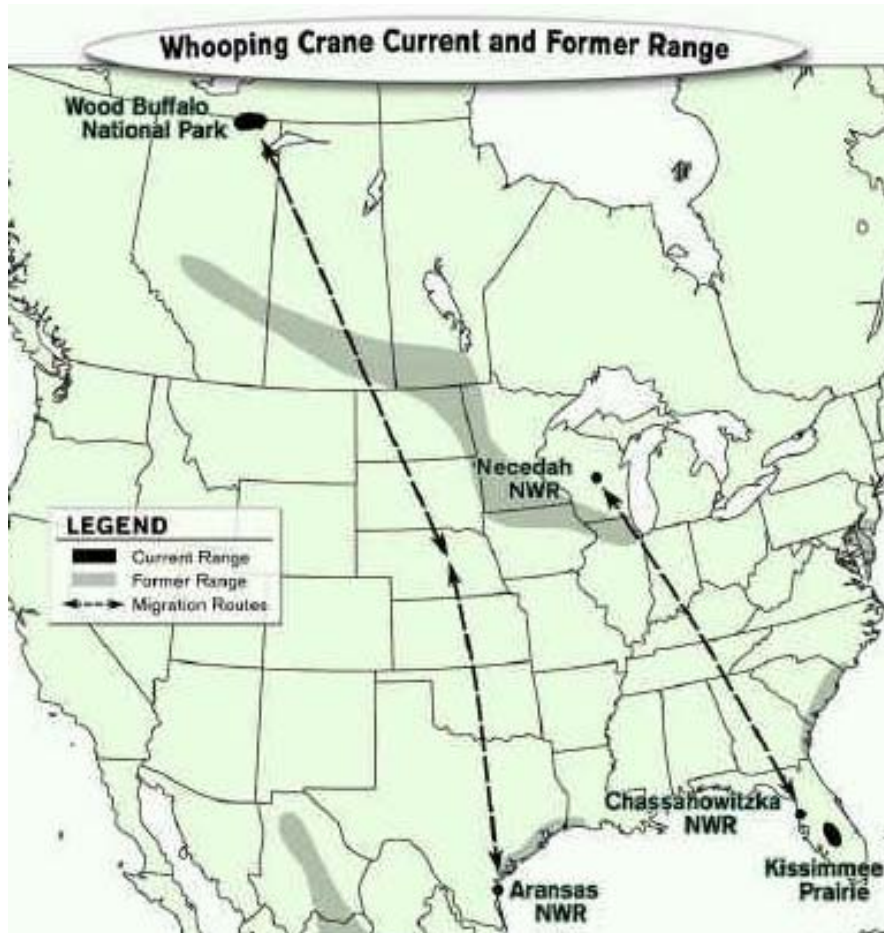 Whooping Crane Current and Former Range
Wood Buffalo
National Park
Necedah
NWR
LEGEND
Current Range
Former Range
Migration Routes
Chassahowitzka
NWR
Kissimmee
Prairie
Aransas
NWR